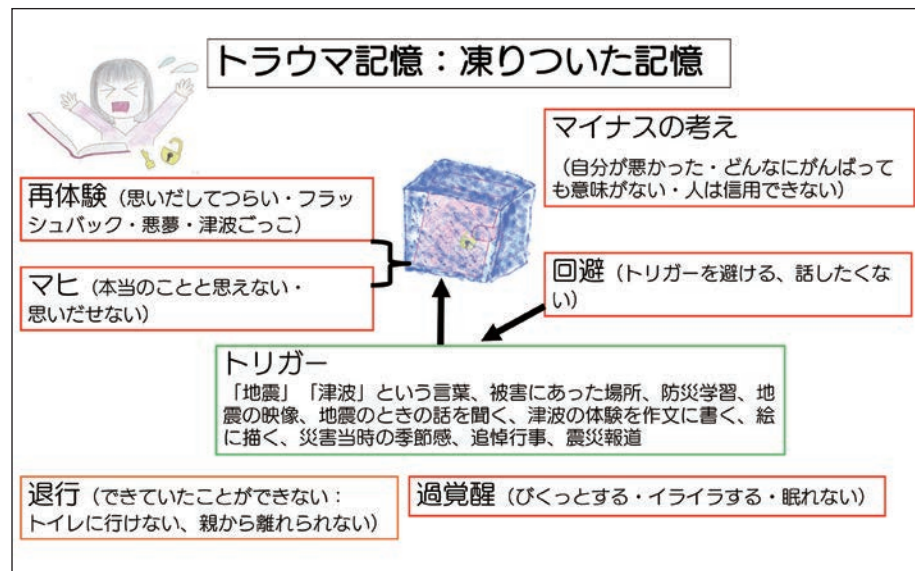 トラウマ記憶：凍りついた記憶
マイナスの考え
（自分が悪かった・どんなにがんばって
も意味がない・人は信用できない）
再体験（思いだしてつらい・フラッ
シュバック・悪夢・津波ごっこ）
マヒ（本当のことと思えない・
思いだせない）
回避（トリガーを避ける、話したくな
い）
トリガー
「地震」「津波」という言葉、被害にあった場所、防災学習、地
震の映像、地震のときの話を聞く、津波の体験を作文に書く、絵
に描く、災害当時の季節感、追悼行事、震災報道
退行（できていたことができない：
トイレに行けない、親から離れられない）
過覚醒（びくっとする・イライラする・眠れない）